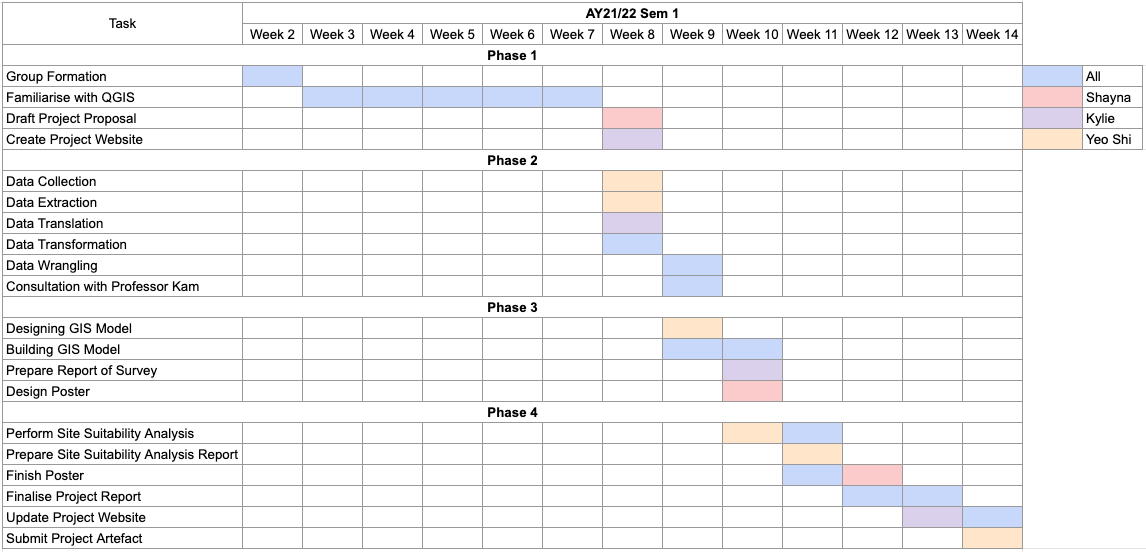 Task
AY21/22 Sem 1
Week 2 Week 3 Week 4 Week 5 Week 6 Week 7 Week 8 Week 9 Week 10 Week 11 Week 12 Week 13 Week 14
Phase 1
Group Formation
All
Familiarise with QGIS
Shayna
Draft Project Proposal
Kylie
Create Project Website
Yeo Shi
Phase 2
Data Collection
Data Extraction
Data Translation
Data Transformation
Data Wrangling
Consultation with Professor Kam
Phase 3
Designing GIS Model
Building GIS Model
Prepare Report of Survey
Design Poster
Phase 4
Perform Site Suitability Analysis
Prepare Site Suitability Analysis Report
Finish Poster
Finalise Project Report
Update Project Website
Submit Project Artefact